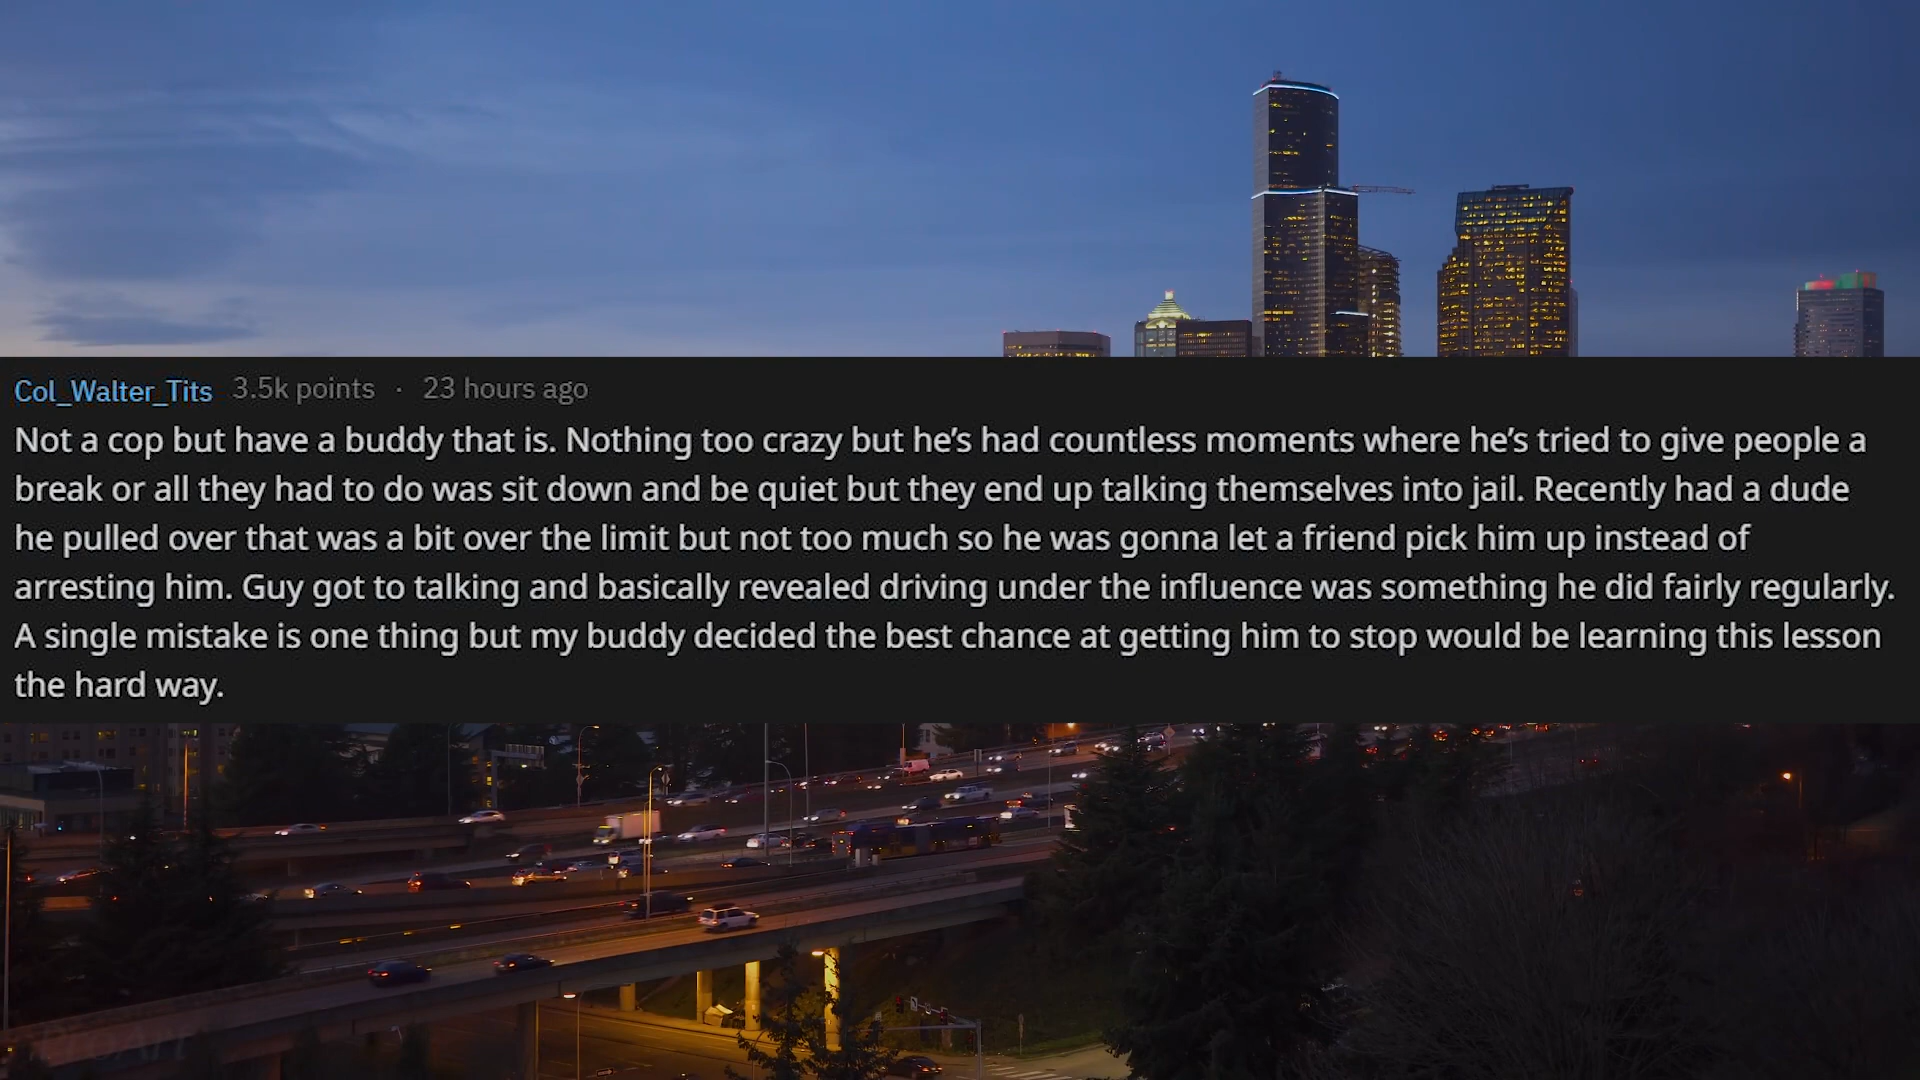 Col_Walter_Tits 3.5k points · 23 hours ago
Not a cop but have a buddy that is. Nothing too crazy but he’s had countless moments where he’s tried to give people a
break or all they had to do was sit down and be quiet but they end up talking themselves into jail. Recently had a dude
he pulled over that was a bit over the limit but not too much so he was gonna let a friend pick him up instead of
arresting him. Guy got to talking and basically revealed driving under the influence was something he did fairly regularly.
A single mistake is one thing but my buddy decided the best chance at getting him to stop would be learning this lesson
the hard way.